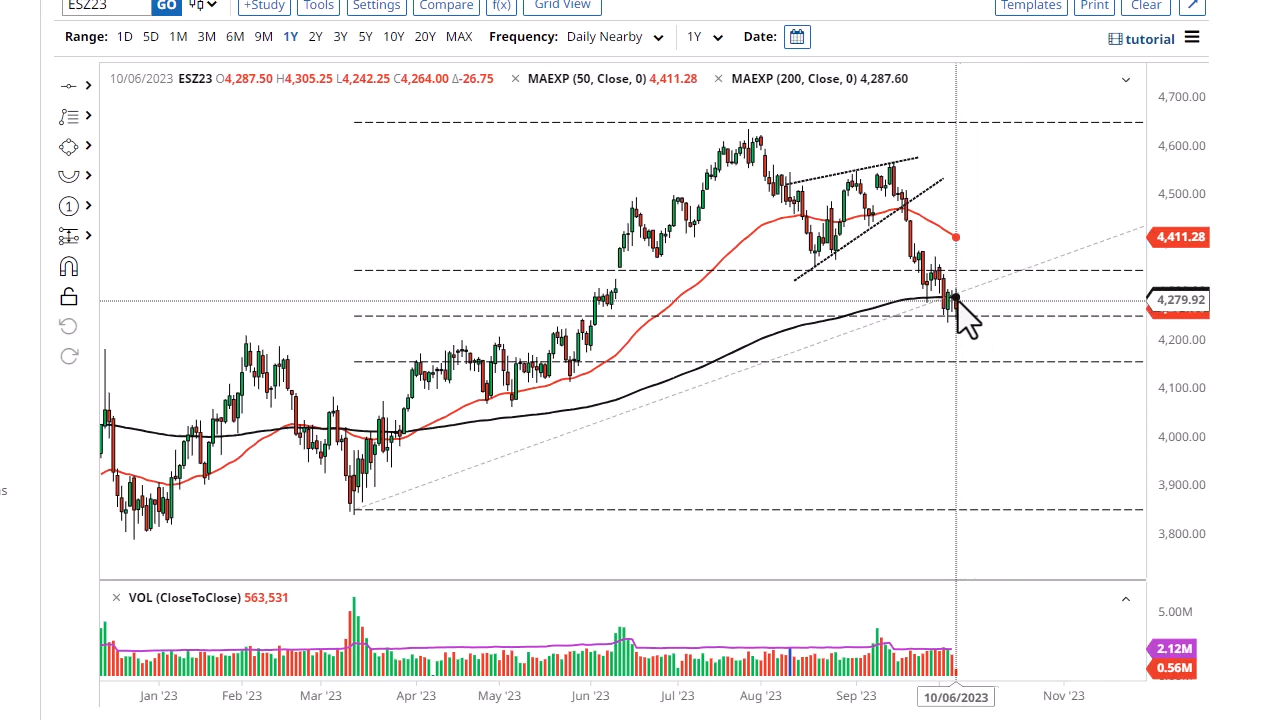 ESZ23 GO +Study Tools Settings Compare f(x) Grid View Templates Print Clear
Range: 1D 5D 1M 3M 6M 9M 1Y 2Y 3Y 5Y 10Y 20Y MAX Frequency: Daily Nearby 1Y Date: tutorial
10/06/2023 ESZ23 O4,287.50 H4,305.25 L4,242.25 C4,264.00 Δ-26.75 MAEXP (50, Close, 0) 4,411.28 MAEXP (200, Close, 0) 4,287.60
4,700.00
4,600.00
4,500.00
4,411.28
4,279.92
4,200.00
4,100.00
4,000.00
3,900.00
3,800.00
VOL (CloseToClose) 563,531
5.00M
2.12M
0.56M
Jan '23 Feb '23 Mar '23 Apr '23 May '23 Jun '23 Jul '23 Aug '23 Sep '23 10/06/2023 Nov '23